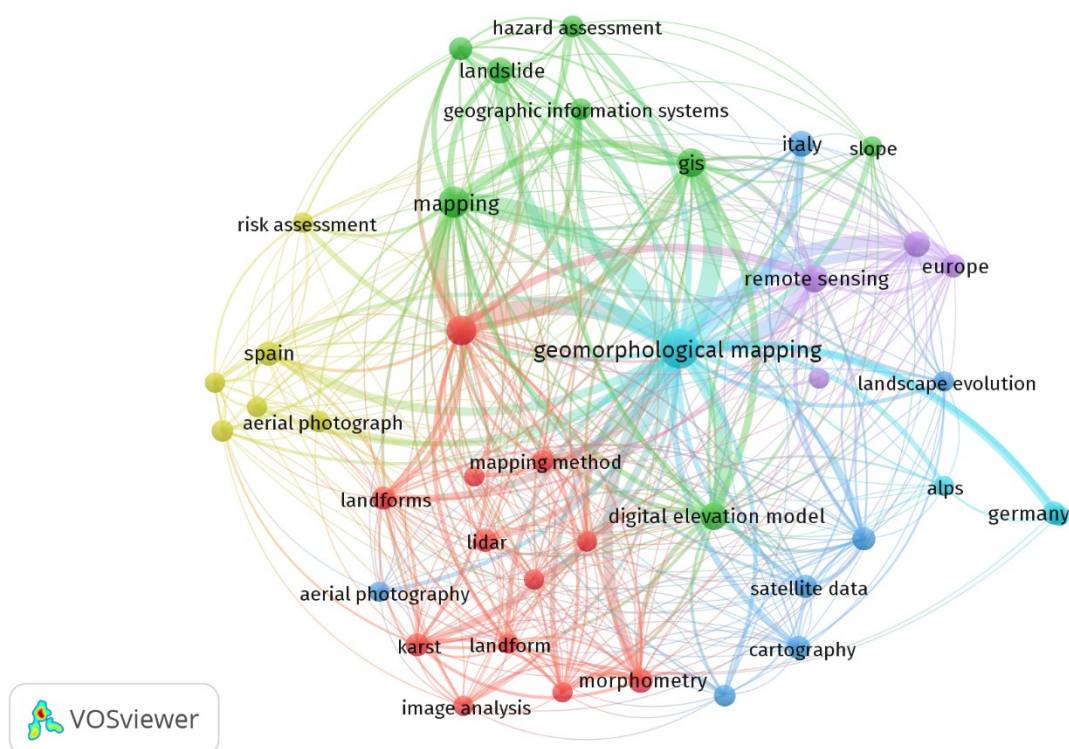 hazard assessment
landslide
geographic information systems
italy
slope
gis
mapping
risk assessment
europe
remote sensing
geomorphological mapping
spain
landscape evolution
aerial photograph
mapping method
landforms
alps
digital elevation model
germany
lidar
aerial photography
satellite data
karst
landform
cartography
morphometry
image analysis
VOSviewer